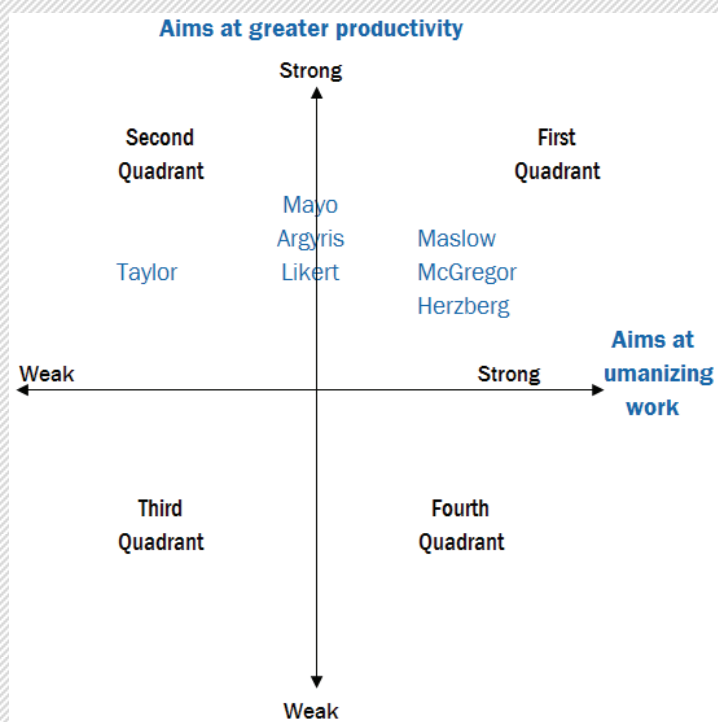 Aims at greater productivity
Strong
Second
Quadrant
First
Quadrant
Mayo
Argyris
Likert
Maslow
McGregor
Herzberg
Taylor
Aims at
umanizing
work
Weak
Strong
Third
Quadrant
Fourth
Quadrant
Weak